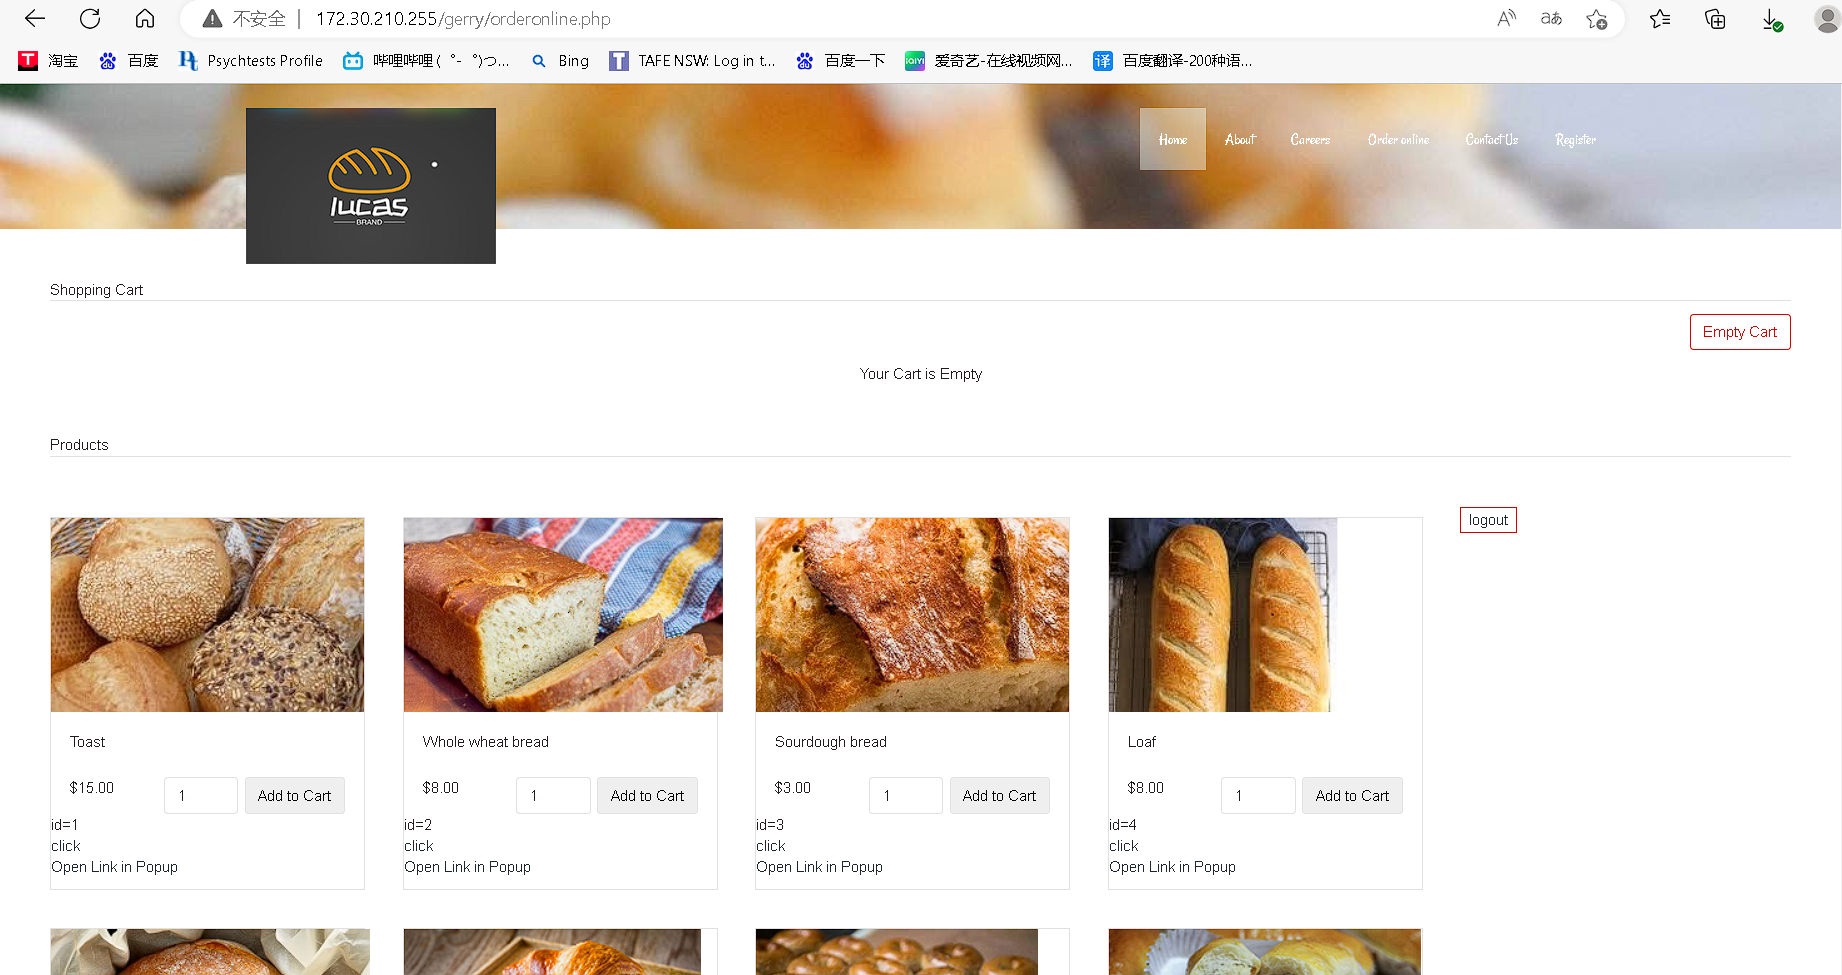 不安全 | 172.30.210.255/gerry/orderonline.php
淘宝 百度 Psychtests Profile 哔哩哔哩 (゜-゜)つ... Bing TAFE NSW: Log in t... 百度一下 爱奇艺-在线视频网... 百度翻译-200种语...
lucas
BRAND
Home About Careers Order online Contact Us Register
Shopping Cart
Empty Cart
Your Cart is Empty
Products
logout
Toast
$15.00 1 Add to Cart
id=1
click
Open Link in Popup
Whole wheat bread
$8.00 1 Add to Cart
id=2
click
Open Link in Popup
Sourdough bread
$3.00 1 Add to Cart
id=3
click
Open Link in Popup
Loaf
$8.00 1 Add to Cart
id=4
click
Open Link in Popup